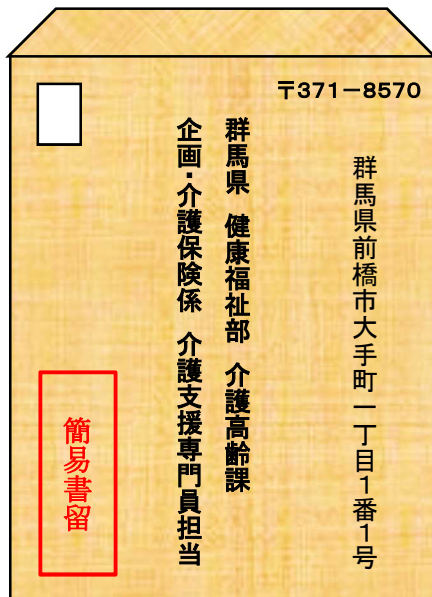 〒371－8570
群馬県前橋市大手町一丁目１番１号
群馬県　健康福祉部　介護高齢課
企画・介護保険係　介護支援専門員担当
簡易書留